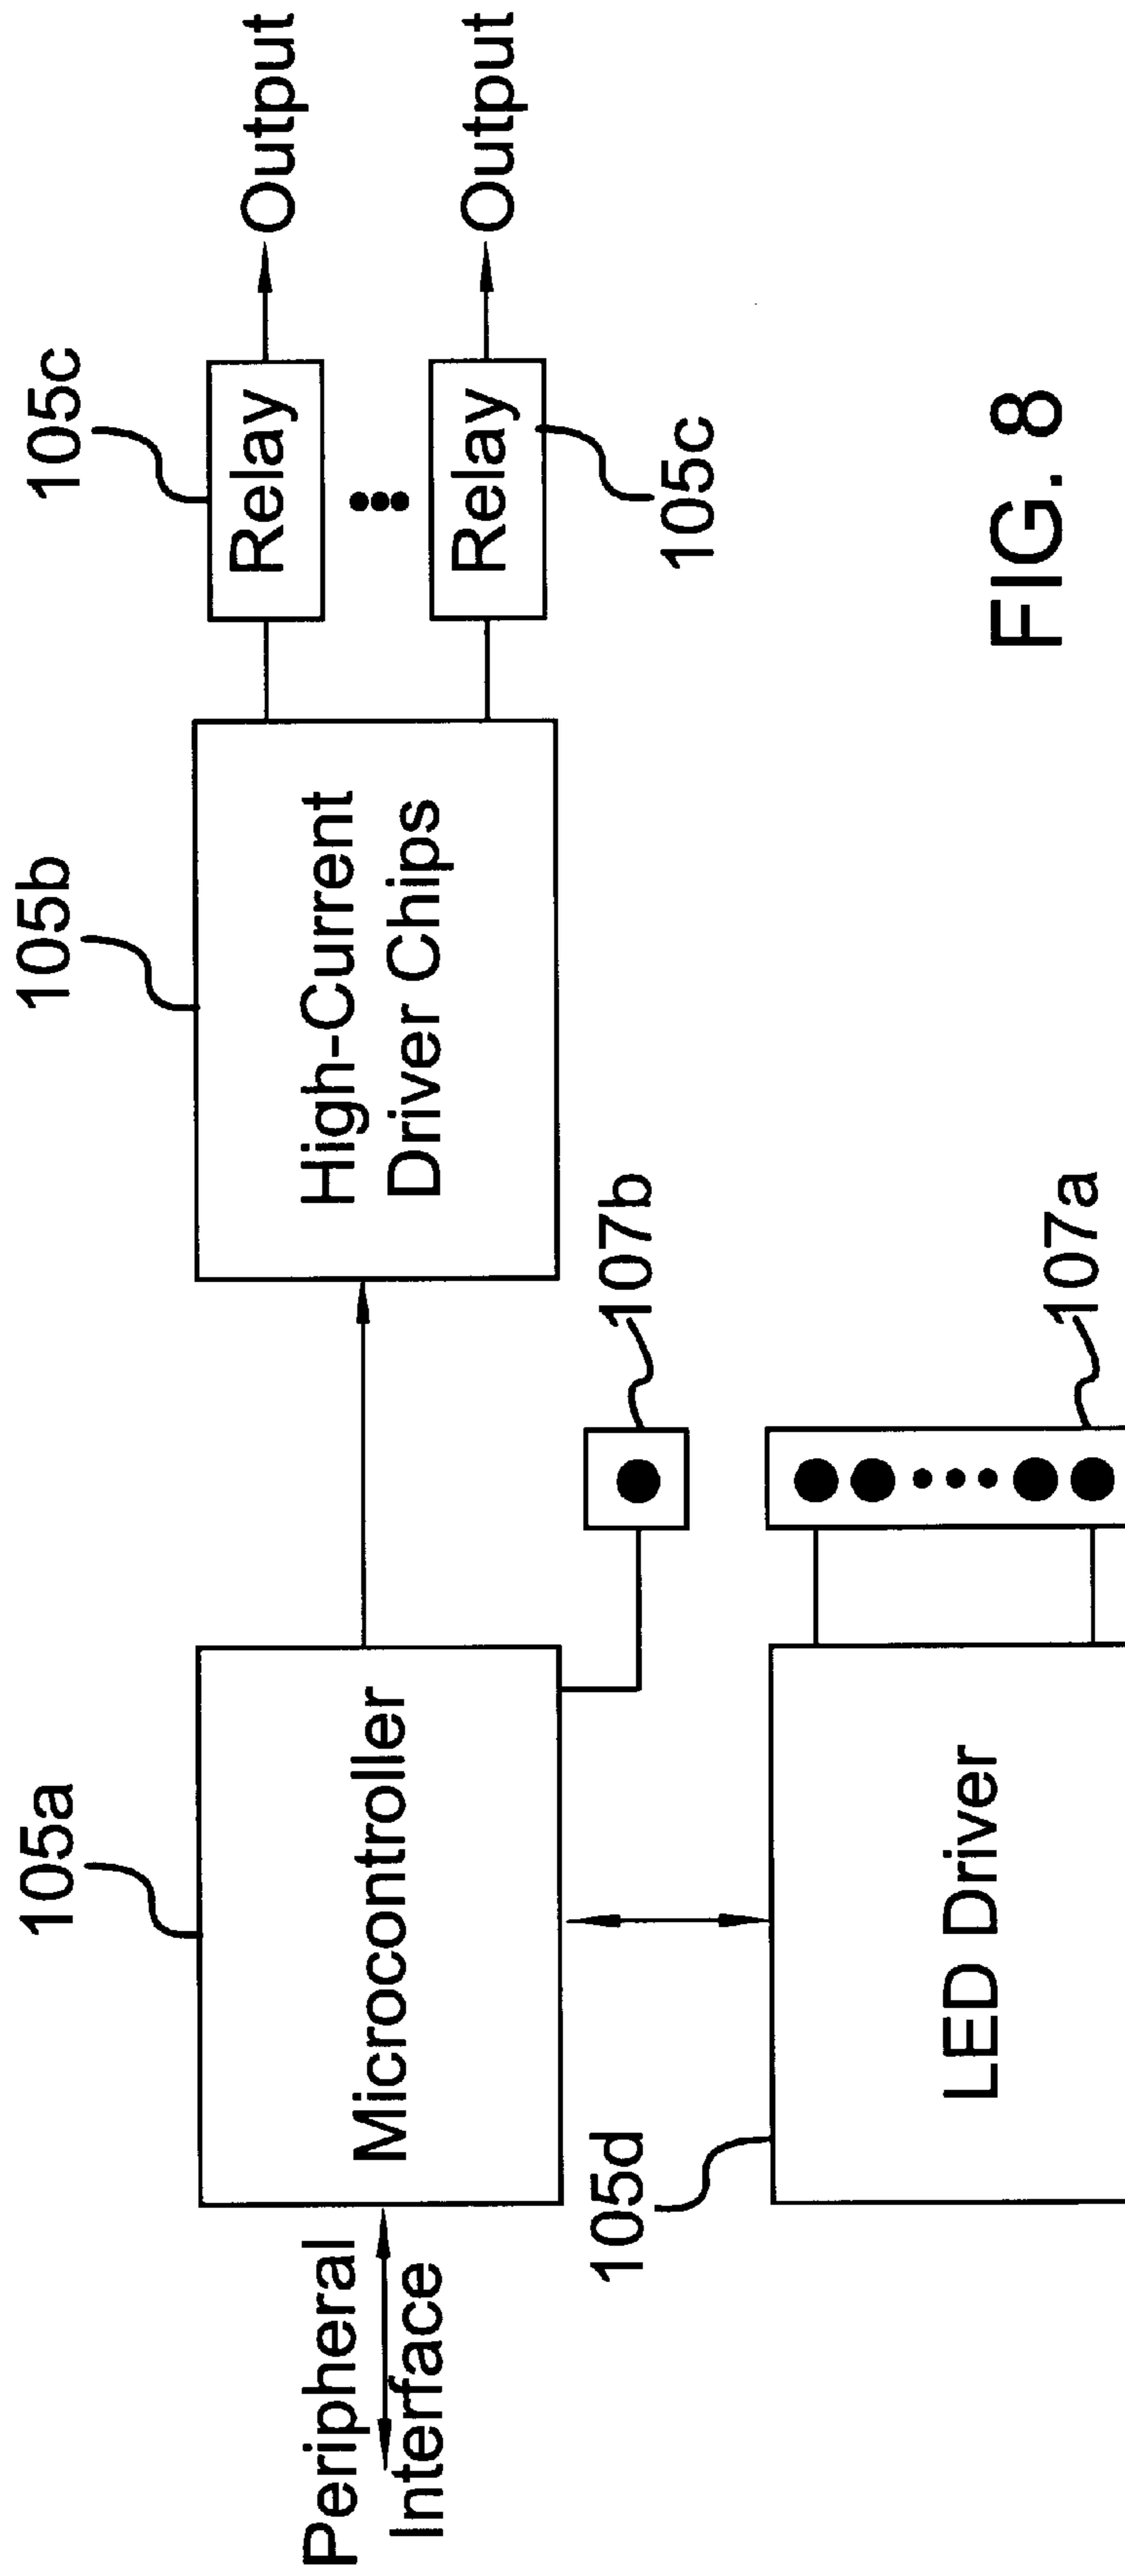 105a
105b
105c
Peripheral
Interface
Microcontroller
High-Current
Driver Chips
Relay
Output
Relay
Output
105c
105d
107b
LED Driver
107a
FIG. 8